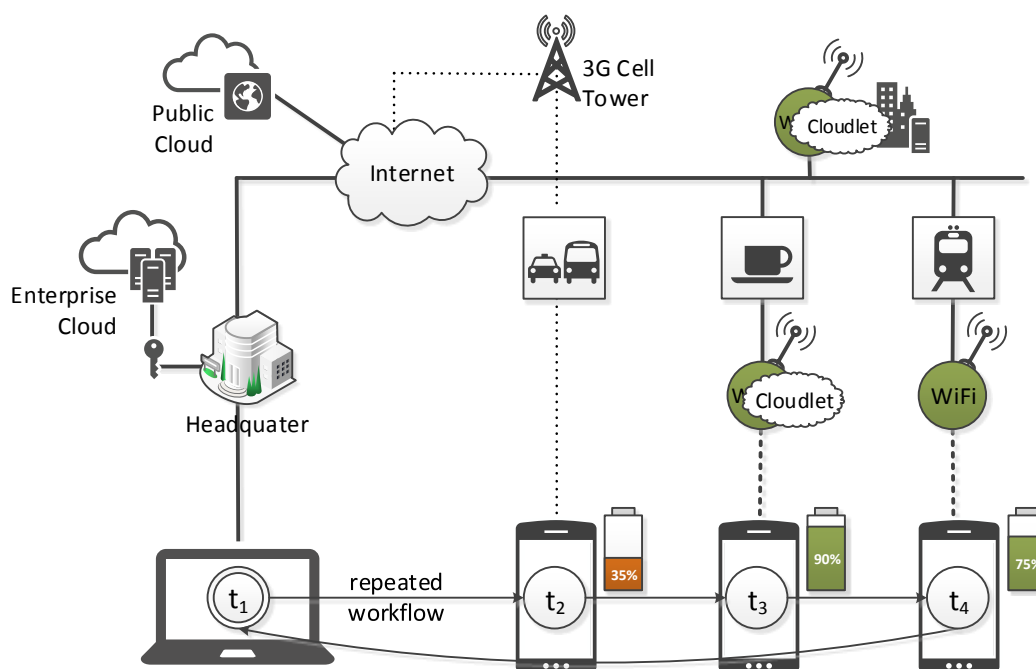 3G Cell
Tower
Public
Cloud
Cloudlet
Internet
Enterprise
Cloud
Cloudlet
WiFi
Headquater
35%
90%
75%
repeated
workflow
t1
t2
t3
t4